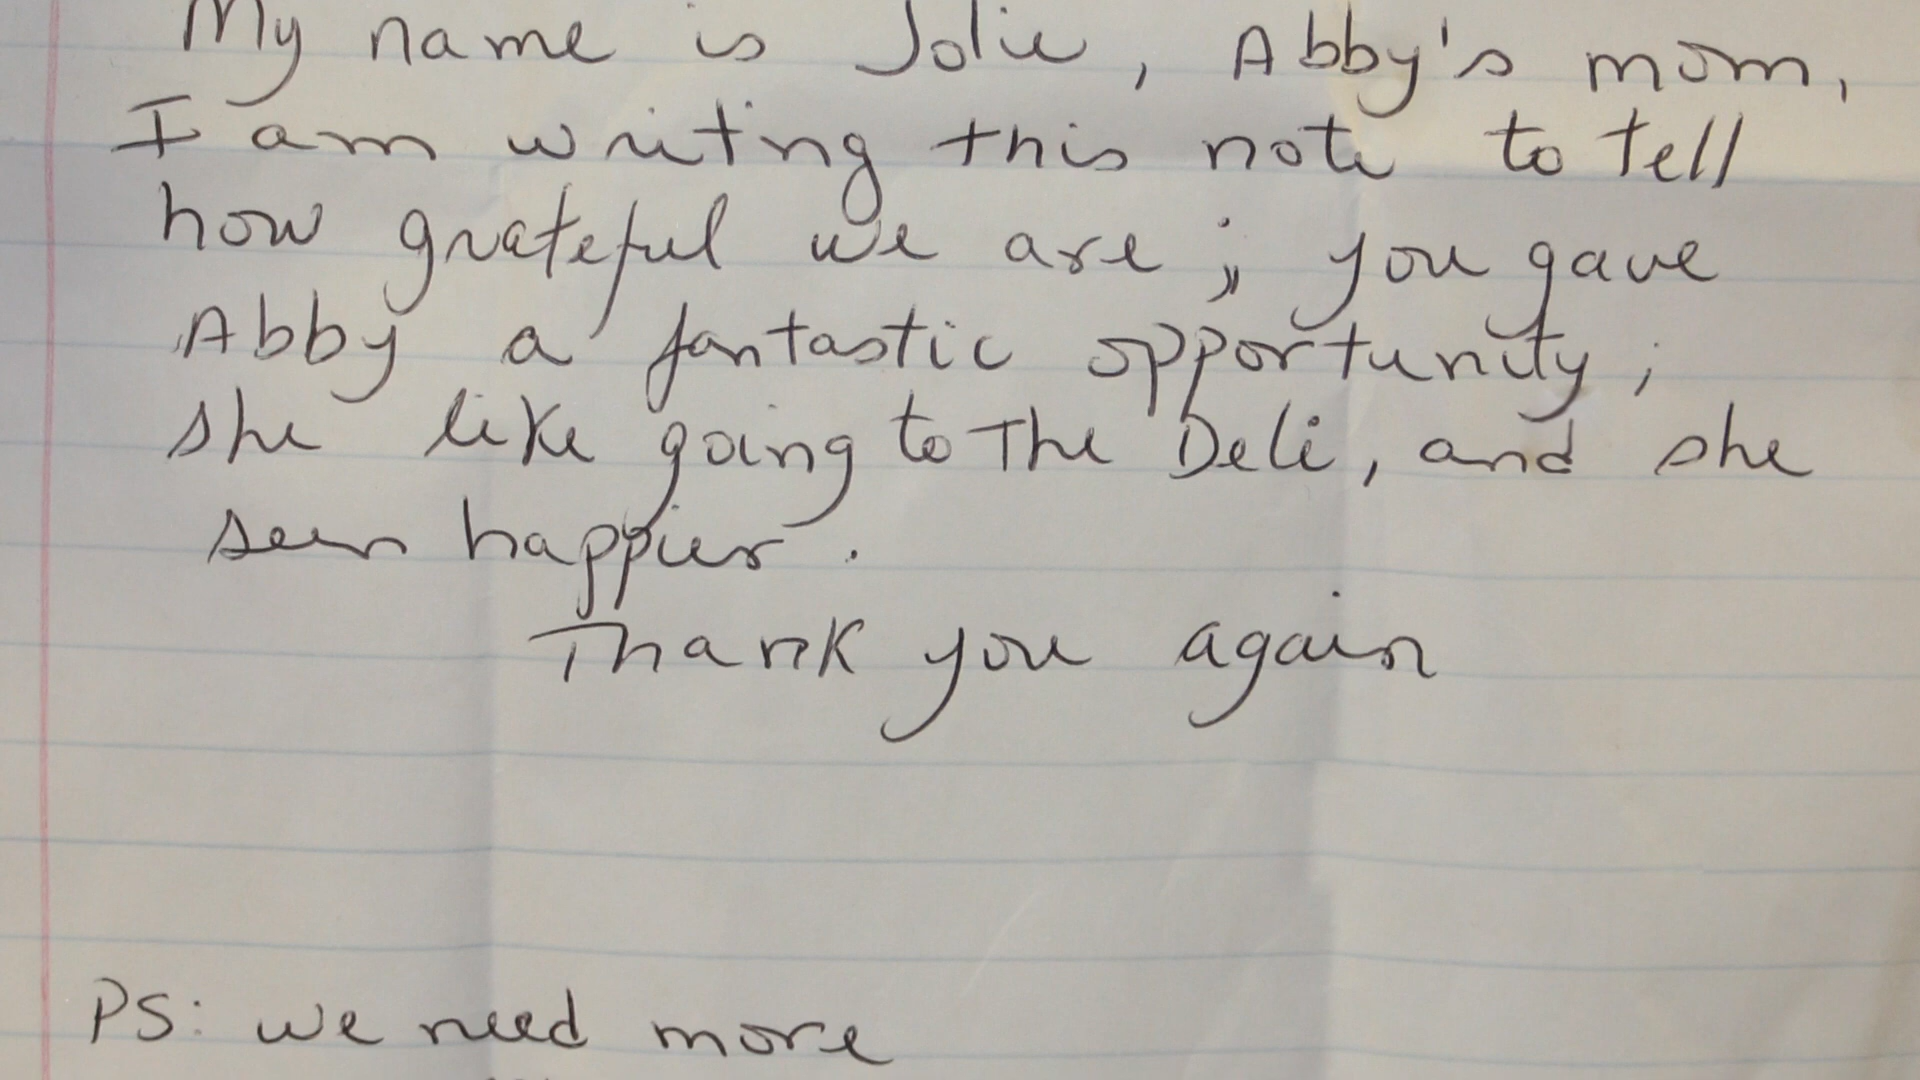 My name is Jolie, Abby's mom,
I am writing this note to tell
how grateful we are; you gave
Abby a fantastic opportunity;
she like going to The Deli, and she
seem happier.
Thank you again
PS: we need more